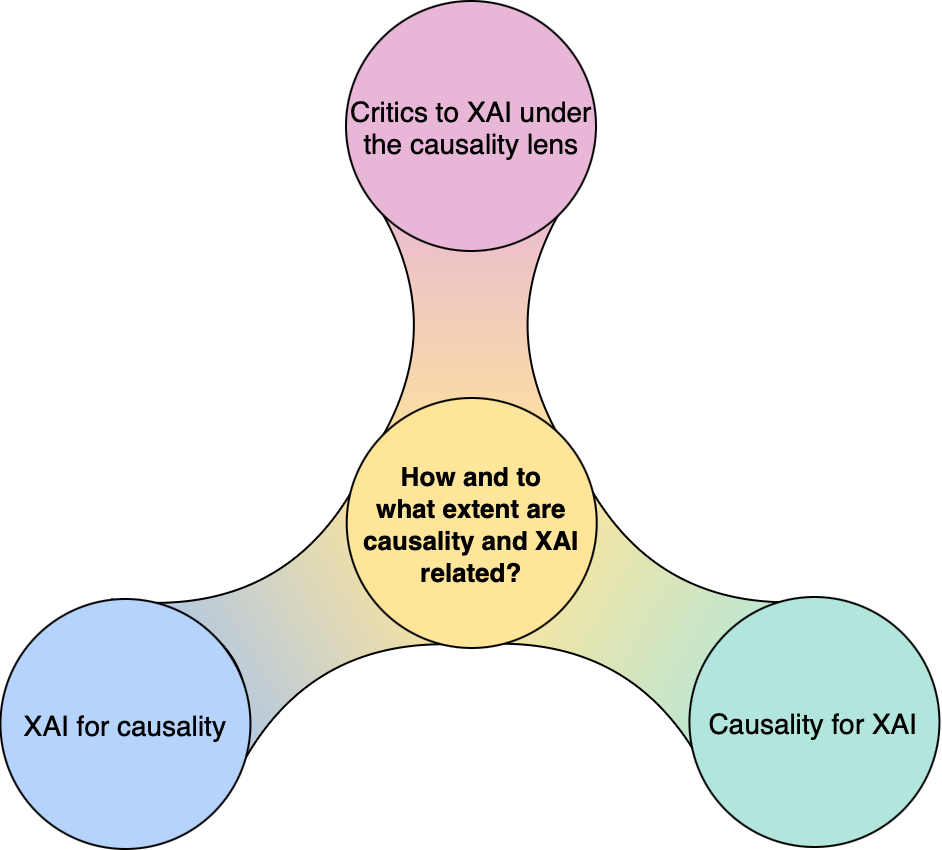 Critics to XAI under
the causality lens
How and to
what extent are
causality and XAI
related?
XAI for causality
Causality for XAI